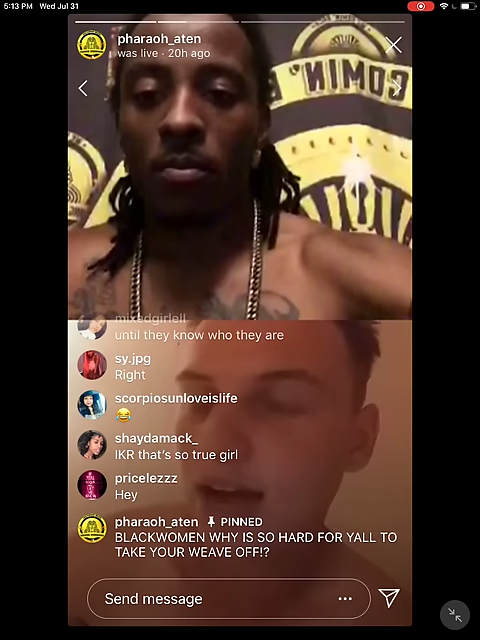 5:13 PM Wed Jul 31
pharaoh_aten
was live · 20h ago
COMIN'
mixedgirlell
until they know who they are
sy.jpg
Right
scorpiosunloveislife
😂
shaydamack_
IKR that's so true girl
pricelezzz
Hey
pharaoh_aten PINNED
BLACKWOMEN WHY IS SO HARD FOR YALL TO
TAKE YOUR WEAVE OFF!?
Send message